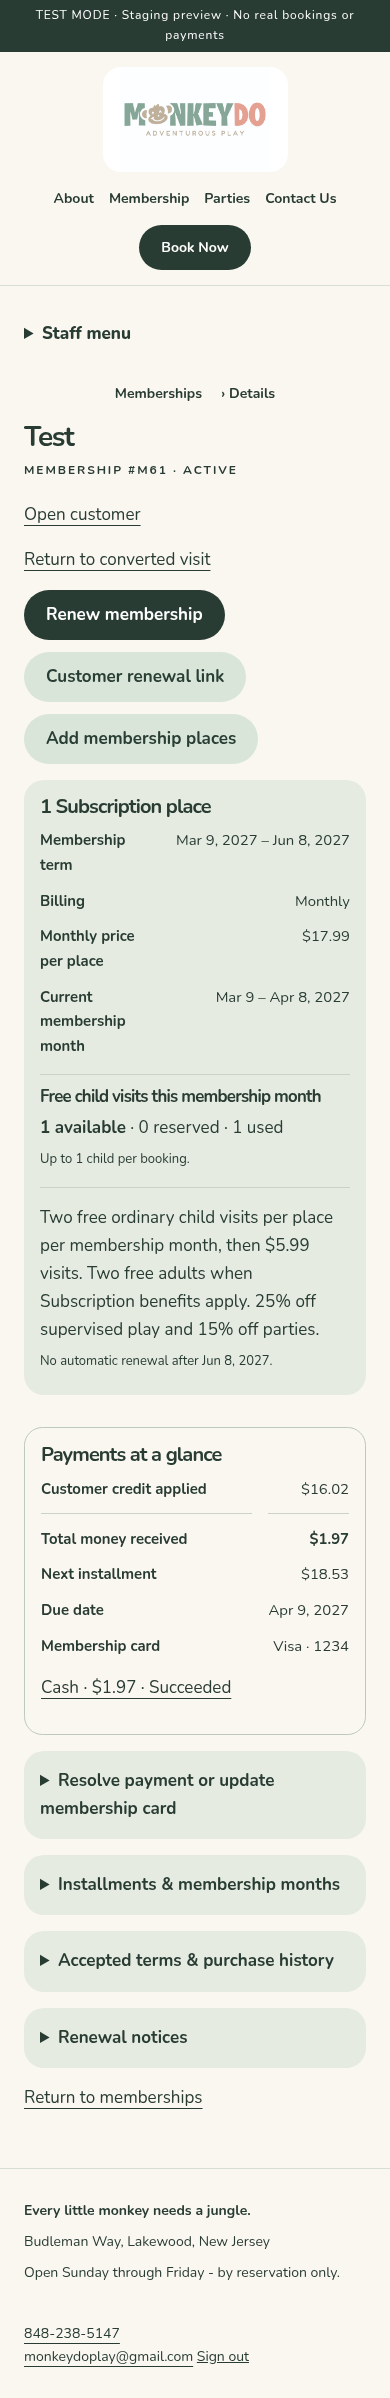 TEST MODE · Staging preview · No real bookings or
payments
MONKEYDO
ADVENTUROUS PLAY
About Membership Parties Contact Us
Book Now
Staff menu
Memberships › Details
Test
MEMBERSHIP #M61 · ACTIVE
Open customer
Return to converted visit
Renew membership
Customer renewal link
Add membership places
1 Subscription place
Membership Mar 9, 2027 – Jun 8, 2027
term
Billing Monthly
Monthly price $17.99
per place
Current Mar 9 – Apr 8, 2027
membership
month
Free child visits this membership month
1 available · 0 reserved · 1 used
Up to 1 child per booking.
Two free ordinary child visits per place
per membership month, then $5.99
visits. Two free adults when
Subscription benefits apply. 25% off
supervised play and 15% off parties.
No automatic renewal after Jun 8, 2027.
Payments at a glance
Customer credit applied $16.02
Total money received $1.97
Next installment $18.53
Due date Apr 9, 2027
Membership card Visa · 1234
Cash · $1.97 · Succeeded
Resolve payment or update
membership card
Installments & membership months
Accepted terms & purchase history
Renewal notices
Return to memberships
Every little monkey needs a jungle.
Budleman Way, Lakewood, New Jersey
Open Sunday through Friday - by reservation only.
848-238-5147
monkeydoplay@gmail.com Sign out